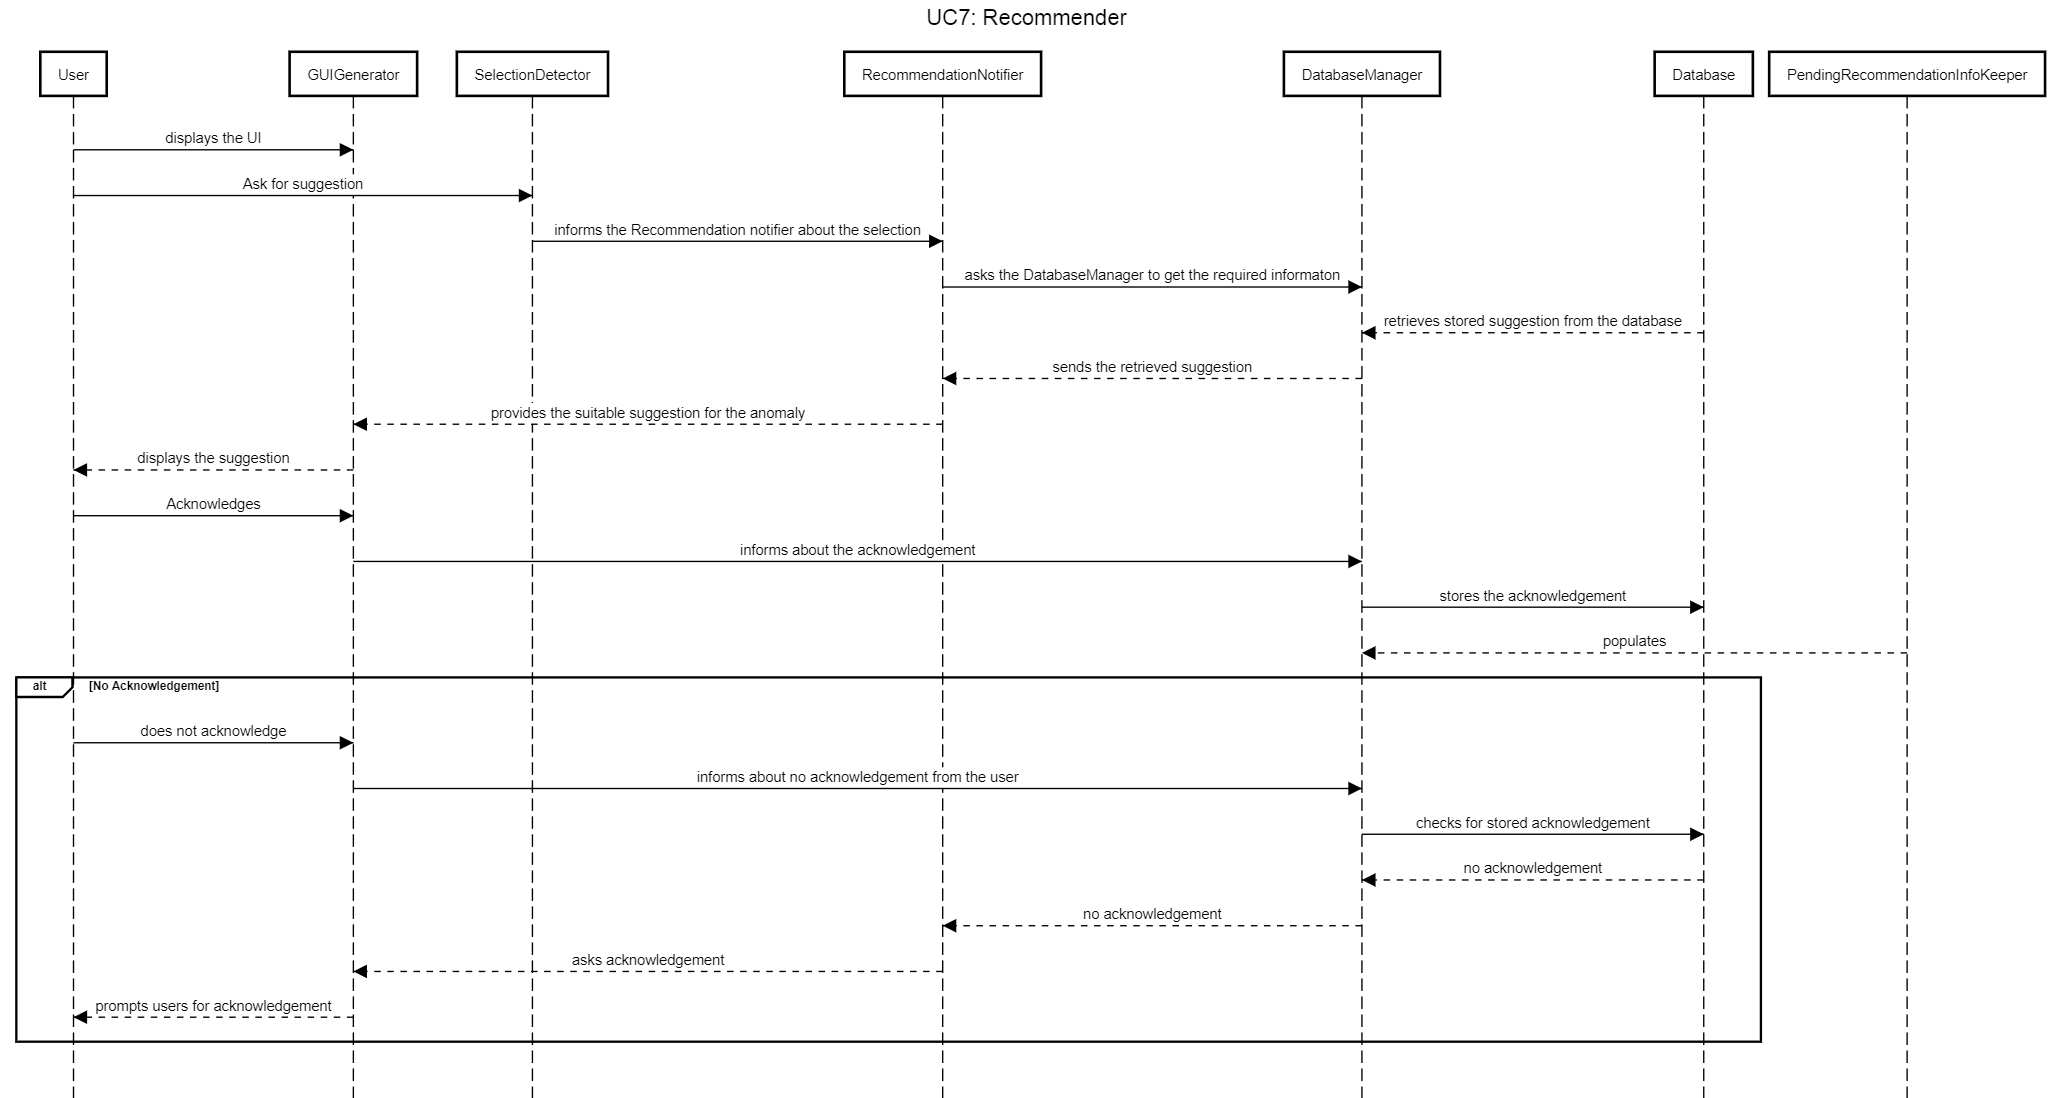 UC7: Recommender
User
GUIGenerator
SelectionDetector
RecommendationNotifier
DatabaseManager
Database
PendingRecommendationInfoKeeper
displays the UI
Ask for suggestion
informs the Recommendation notifier about the selection
asks the DatabaseManager to get the required informaton
retrieves stored suggestion from the database
sends the retrieved suggestion
provides the suitable suggestion for the anomaly
displays the suggestion
Acknowledges
informs about the acknowledgement
stores the acknowledgement
populates
alt
[No Acknowledgement]
does not acknowledge
informs about no acknowledgement from the user
checks for stored acknowledgement
no acknowledgement
no acknowledgement
asks acknowledgement
prompts users for acknowledgement